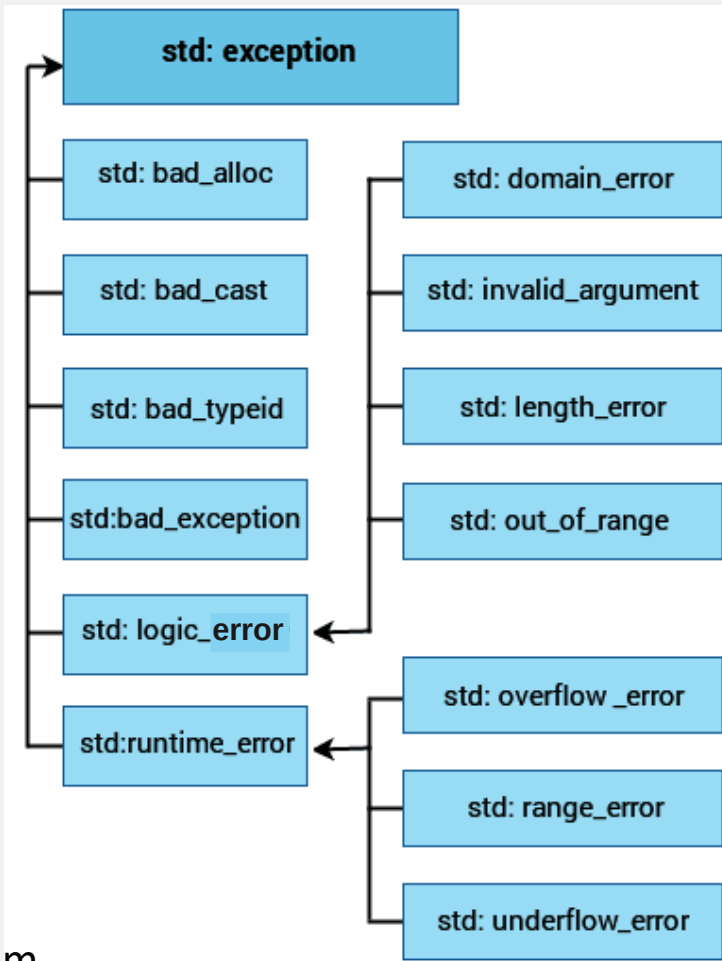 std: exception
std: bad_alloc
std: bad_cast
std: bad_typeid
std:bad_exception
std: logic_error
std:runtime_error
std: domain_error
std: invalid_argument
std: length_error
std: out_of_range
std: overflow _error
std: range_error
std: underflow_error
m